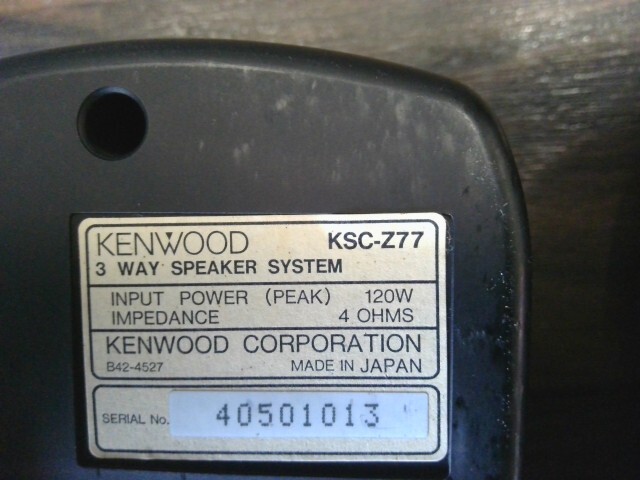 KENWOOD KSC-Z77
3 WAY SPEAKER SYSTEM
INPUT POWER (PEAK) 120W
IMPEDANCE 4 OHMS
KENWOOD CORPORATION
B42-4527 MADE IN JAPAN
SERIAL No. 40501013